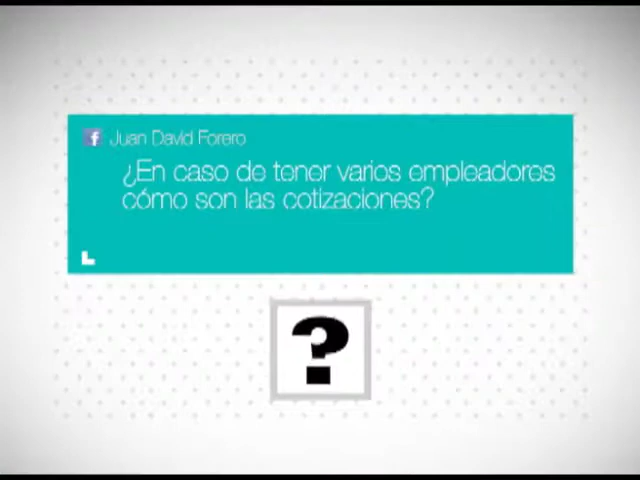 f Juan David Forero
¿En caso de tener varios empleadores
cómo son las cotizaciones?
?